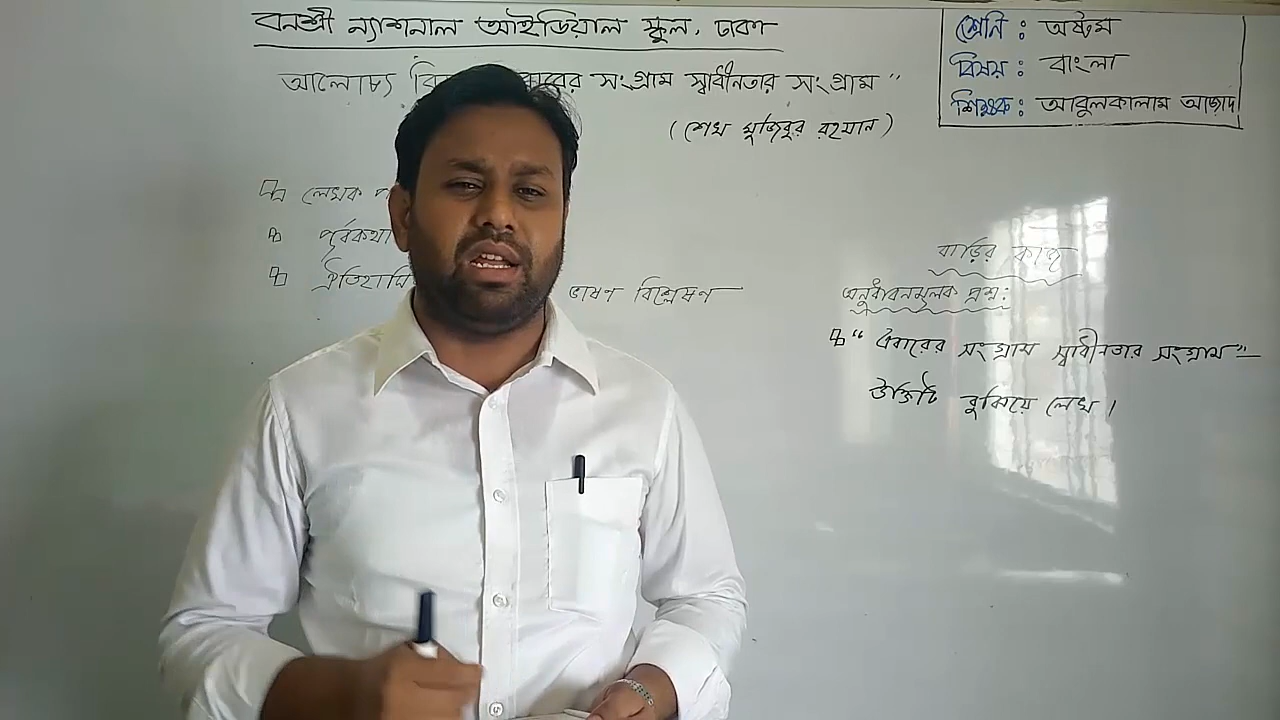 বনশ্রী ন্যাশনাল আইডিয়াল স্কুল, ঢাকা
আলোচ্য সংগ্রাম স্বাধীনতার সংগ্রাম"
(শেখ মুজিবুর রহমান)
শ্রেনি: অষ্টম
বিষয়: বাংলা
শিক্ষক: আবুলকালাম আজাদ
লেখক
পূর্বকথা
ভাষণ বিশ্লেষণ
বাড়ির কাজ
অনুধাবনমূলক প্রশ্ন:
"এবারের সংগ্রাম স্বাধীনতার সংগ্রাম"—
উক্তিটি বুঝিয়ে লেখ।